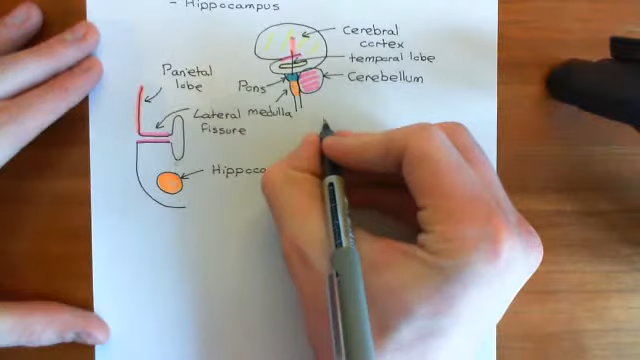 - Hippocampus
Cerebral
cortex
temporal lobe
Cerebellum
Pons
medulla
Parietal
lobe
Lateral
fissure